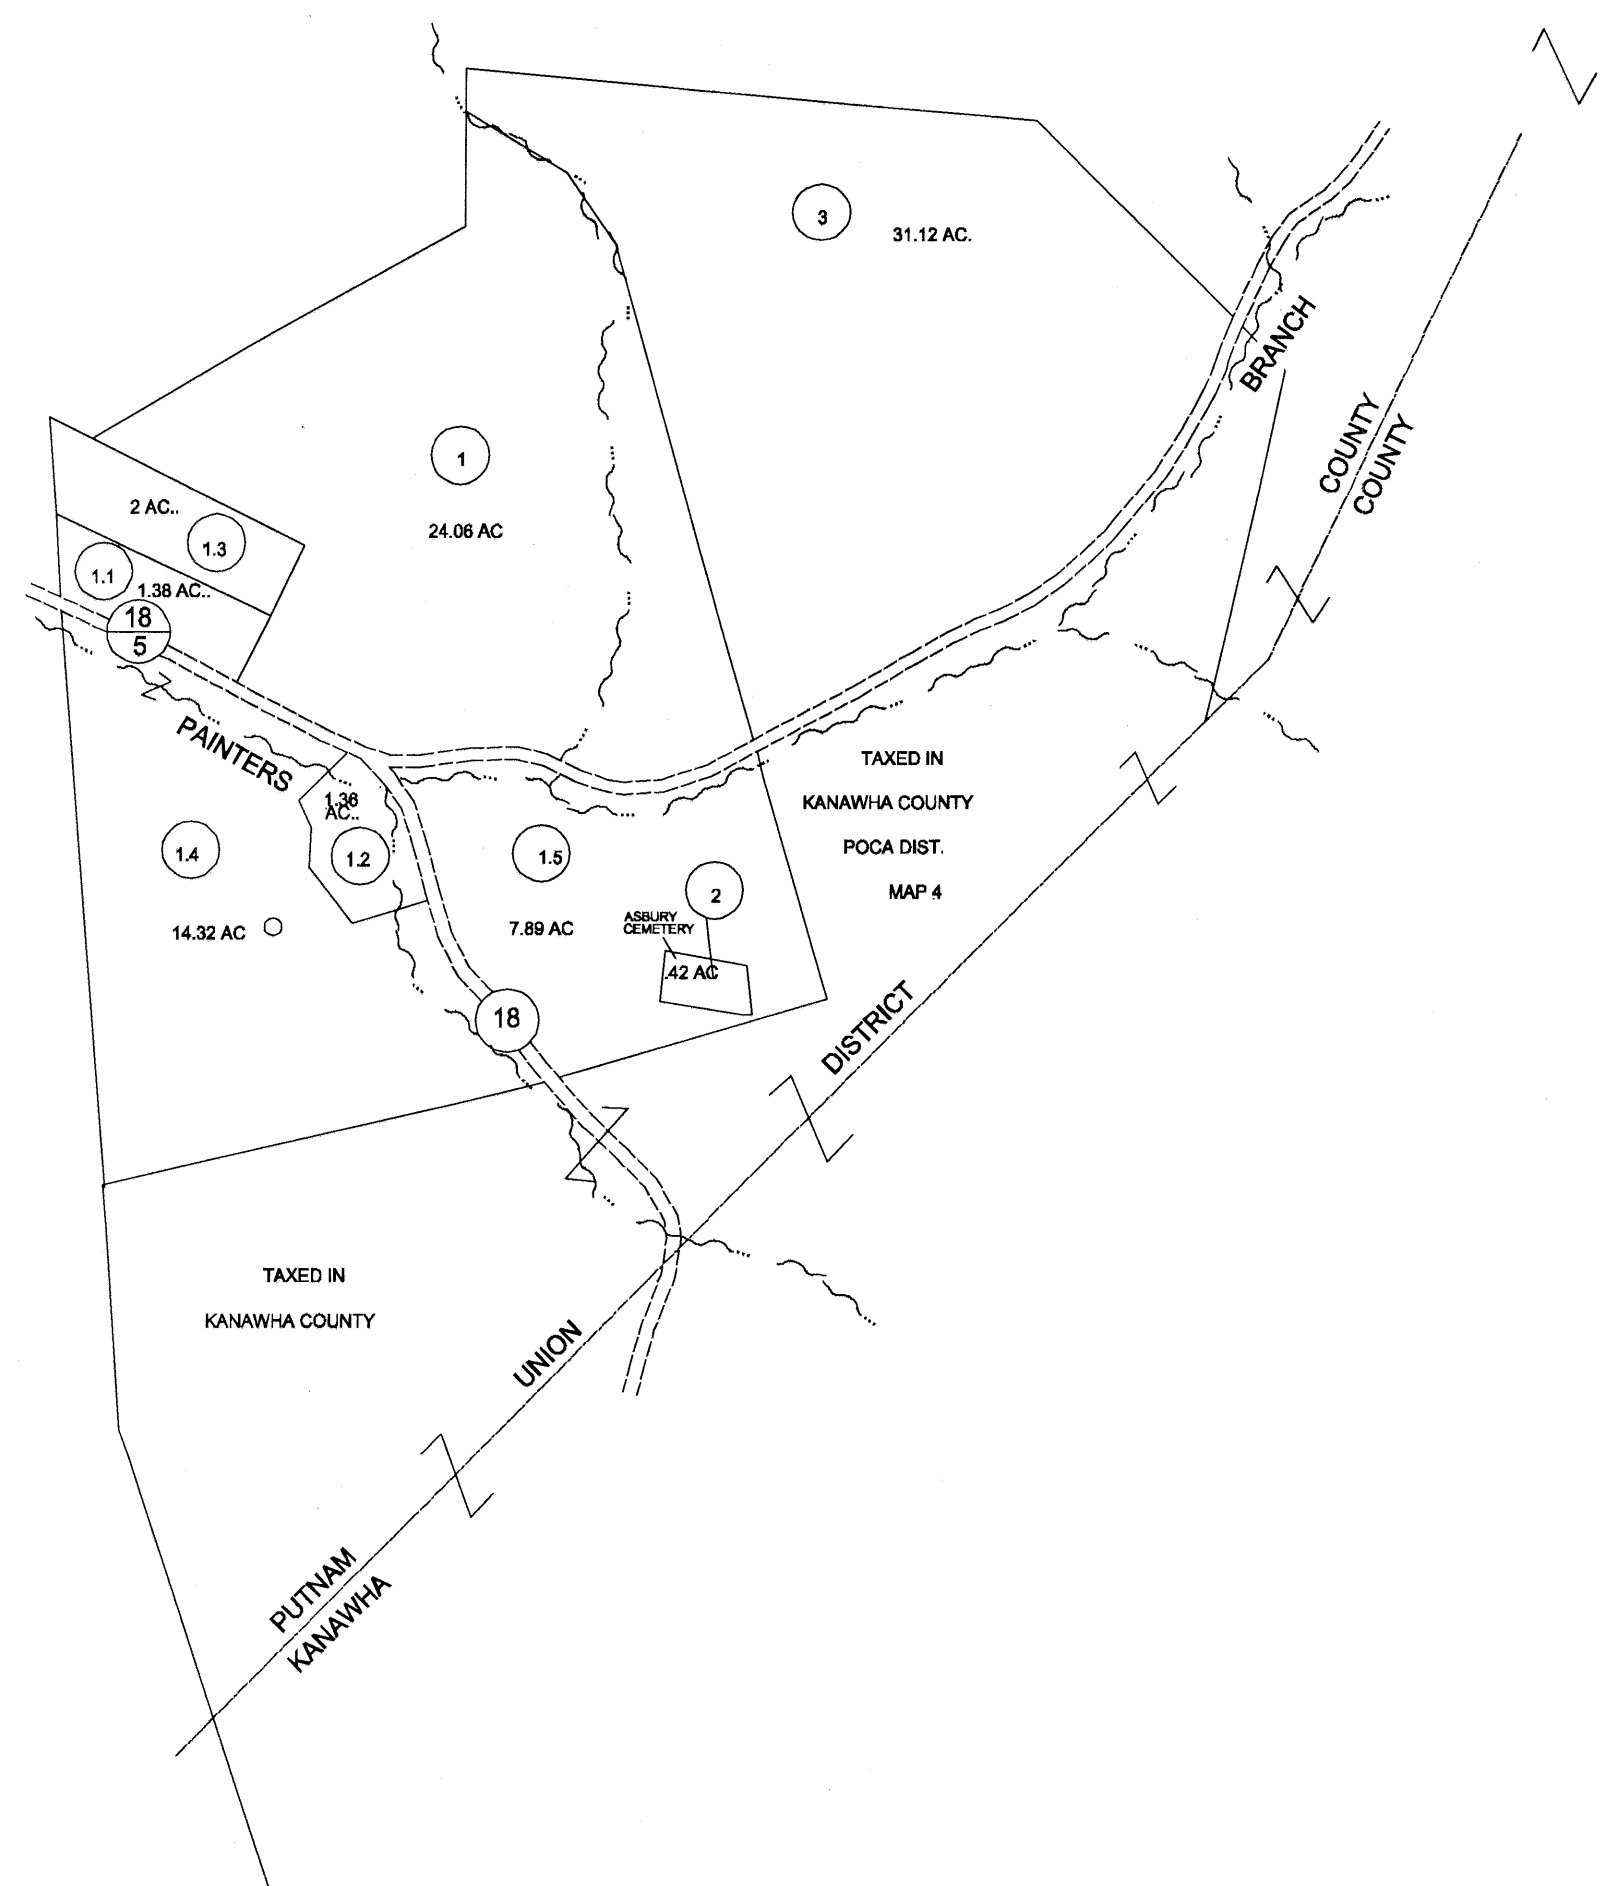 3
31.12 AC.
BRANCH
COUNTY
COUNTY
1
24.06 AC
2 AC..
1.3
1.1
1.38 AC..
18
5
PAINTERS
1.36
AC..
1.2
1.4
14.32 AC
1.5
7.89 AC
2
ASBURY
CEMETERY
.42 AC
TAXED IN
KANAWHA COUNTY
POCA DIST.
MAP 4
18
DISTRICT
TAXED IN
KANAWHA COUNTY
UNION
PUTNAM
KANAWHA